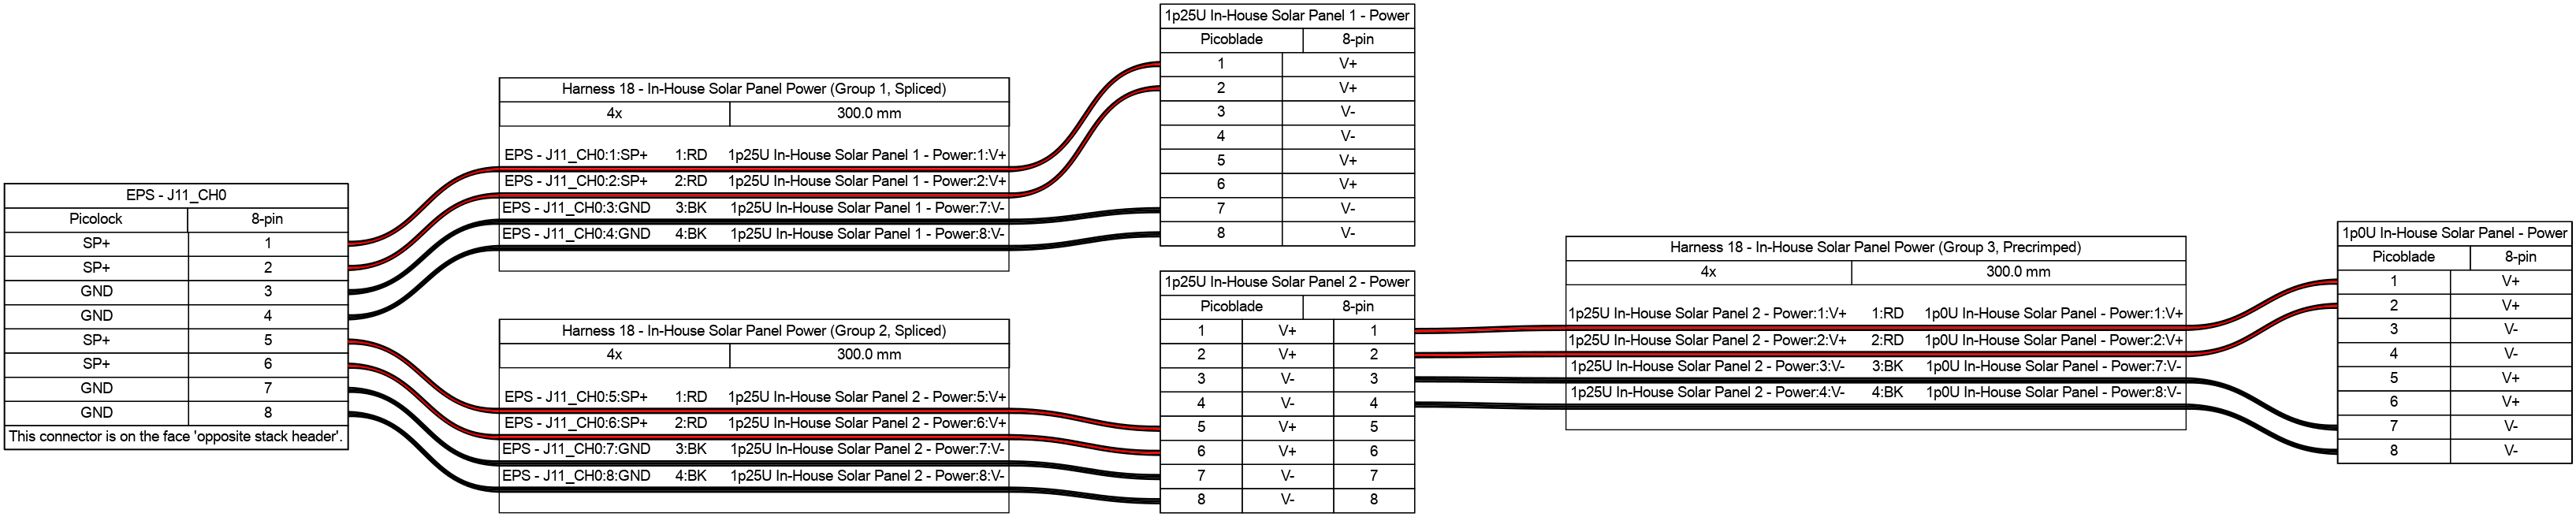 EPS - J11_CH0
Picolock 8-pin
SP+ 1
SP+ 2
GND 3
GND 4
SP+ 5
SP+ 6
GND 7
GND 8
This connector is on the face 'opposite stack header'.
Harness 18 - In-House Solar Panel Power (Group 1, Spliced)
4x 300.0 mm
EPS - J11_CH0:1:SP+ 1:RD 1p25U In-House Solar Panel 1 - Power:1:V+
EPS - J11_CH0:2:SP+ 2:RD 1p25U In-House Solar Panel 1 - Power:2:V+
EPS - J11_CH0:3:GND 3:BK 1p25U In-House Solar Panel 1 - Power:7:V-
EPS - J11_CH0:4:GND 4:BK 1p25U In-House Solar Panel 1 - Power:8:V-
Harness 18 - In-House Solar Panel Power (Group 2, Spliced)
4x 300.0 mm
EPS - J11_CH0:5:SP+ 1:RD 1p25U In-House Solar Panel 2 - Power:5:V+
EPS - J11_CH0:6:SP+ 2:RD 1p25U In-House Solar Panel 2 - Power:6:V+
EPS - J11_CH0:7:GND 3:BK 1p25U In-House Solar Panel 2 - Power:7:V-
EPS - J11_CH0:8:GND 4:BK 1p25U In-House Solar Panel 2 - Power:8:V-
1p25U In-House Solar Panel 1 - Power
Picoblade 8-pin
1 V+
2 V+
3 V-
4 V-
5 V+
6 V+
7 V-
8 V-
1p25U In-House Solar Panel 2 - Power
Picoblade 8-pin
1 V+ 1
2 V+ 2
3 V- 3
4 V- 4
5 V+ 5
6 V+ 6
7 V- 7
8 V- 8
Harness 18 - In-House Solar Panel Power (Group 3, Precrimped)
4x 300.0 mm
1p25U In-House Solar Panel 2 - Power:1:V+ 1:RD 1p0U In-House Solar Panel - Power:1:V+
1p25U In-House Solar Panel 2 - Power:2:V+ 2:RD 1p0U In-House Solar Panel - Power:2:V+
1p25U In-House Solar Panel 2 - Power:3:V- 3:BK 1p0U In-House Solar Panel - Power:7:V-
1p25U In-House Solar Panel 2 - Power:4:V- 4:BK 1p0U In-House Solar Panel - Power:8:V-
1p0U In-House Solar Panel - Power
Picoblade 8-pin
1 V+
2 V+
3 V-
4 V-
5 V+
6 V+
7 V-
8 V-